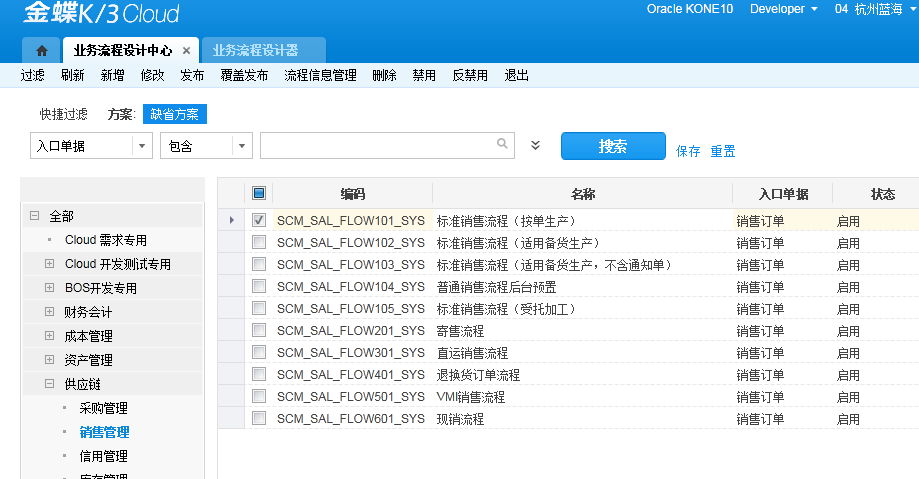 金蝶K/3 Cloud Oracle KONE10 Developer 04 杭州蓝海
业务流程设计中心 × 业务流程设计器
过滤 刷新 新增 修改 发布 覆盖发布 流程信息管理 删除 禁用 反禁用 退出
快捷过滤 方案: 缺省方案
入口单据 包含 搜索 保存 重置
全部
Cloud 需求专用
Cloud 开发测试专用
BOS开发专用
财务会计
成本管理
资产管理
供应链
采购管理
销售管理
信用管理
库存管理
编码 名称 入口单据 状态
SCM_SAL_FLOW101_SYS 标准销售流程（按单生产） 销售订单 启用
SCM_SAL_FLOW102_SYS 标准销售流程（适用备货生产） 销售订单 启用
SCM_SAL_FLOW103_SYS 标准销售流程（适用备货生产，不含通知单） 销售订单 启用
SCM_SAL_FLOW104_SYS 普通销售流程后台预置 销售订单 启用
SCM_SAL_FLOW105_SYS 标准销售流程（受托加工） 销售订单 启用
SCM_SAL_FLOW201_SYS 寄售流程 销售订单 启用
SCM_SAL_FLOW301_SYS 直运销售流程 销售订单 启用
SCM_SAL_FLOW401_SYS 退换货订单流程 销售订单 启用
SCM_SAL_FLOW501_SYS VMI销售流程 销售订单 启用
SCM_SAL_FLOW601_SYS 现销流程 销售订单 启用